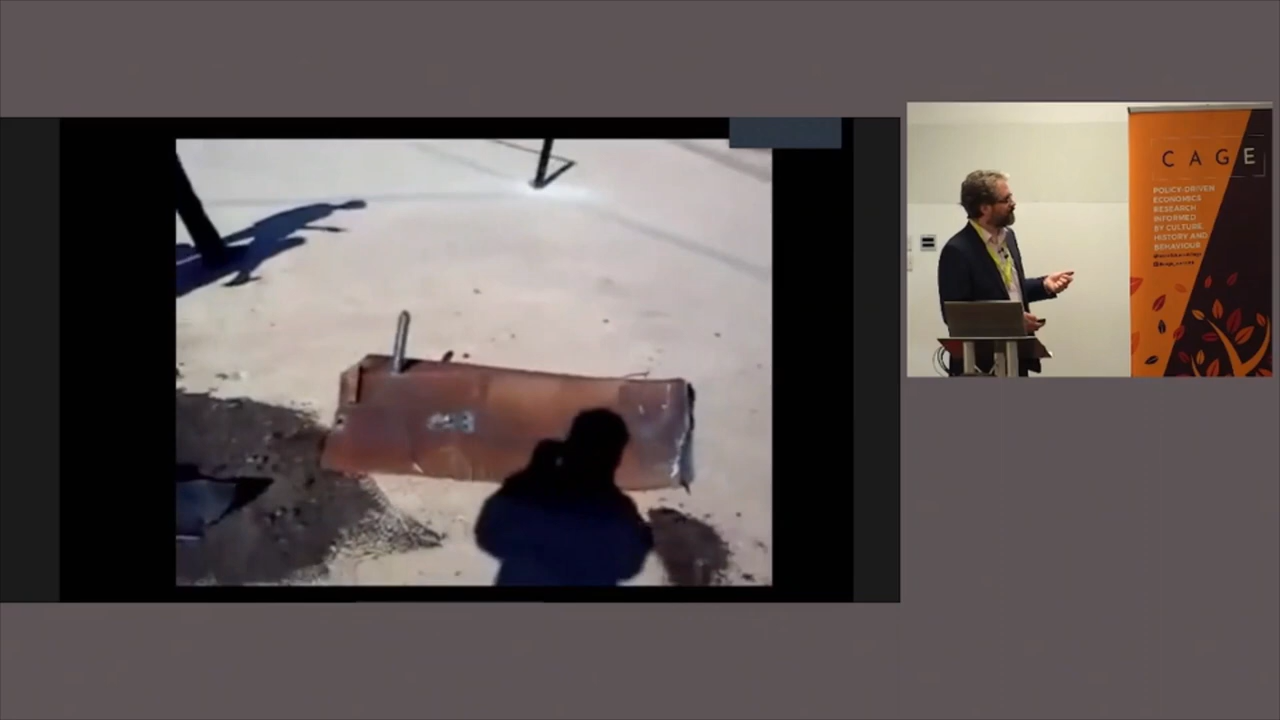 CAGE
POLICY-DRIVEN
ECONOMICS
RESEARCH
INFORMED
BY CULTURE,
HISTORY AND
BEHAVIOUR